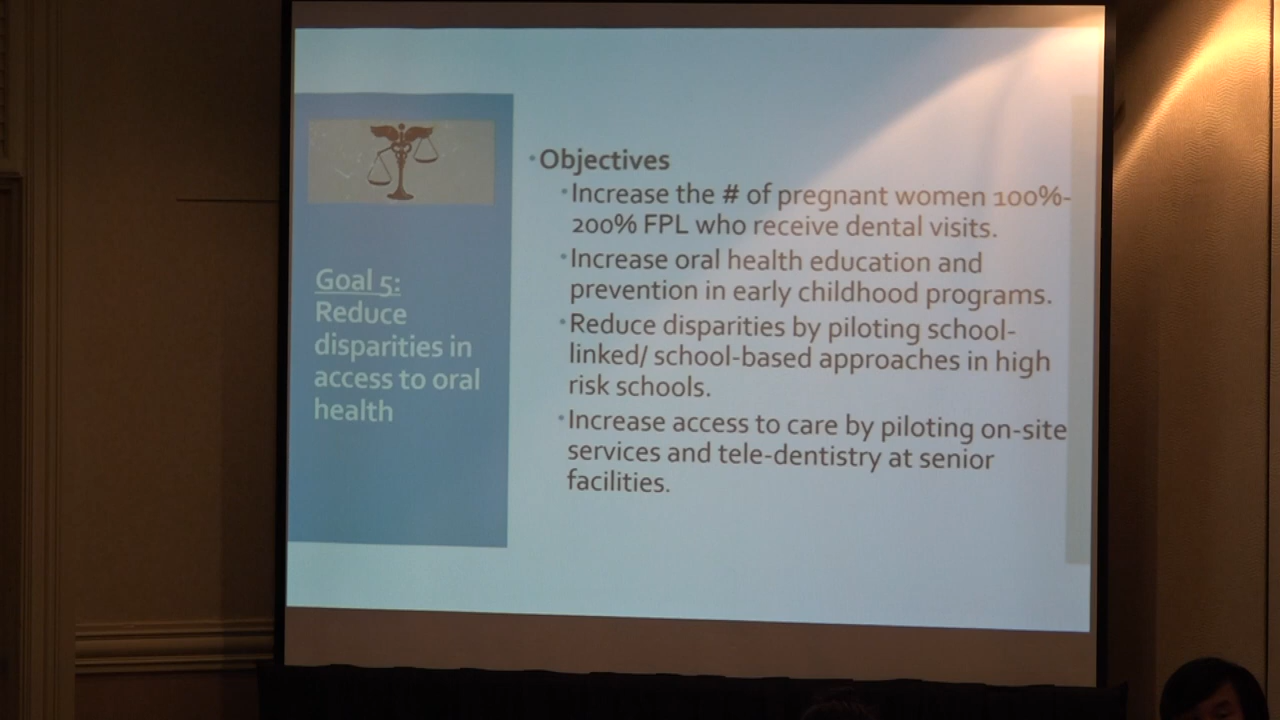 Goal 5:
Reduce
disparities in
access to oral
health
• Objectives
• Increase the # of pregnant women 100%-
200% FPL who receive dental visits.
• Increase oral health education and
prevention in early childhood programs.
• Reduce disparities by piloting school-
linked/ school-based approaches in high
risk schools.
• Increase access to care by piloting on-site
services and tele-dentistry at senior
facilities.